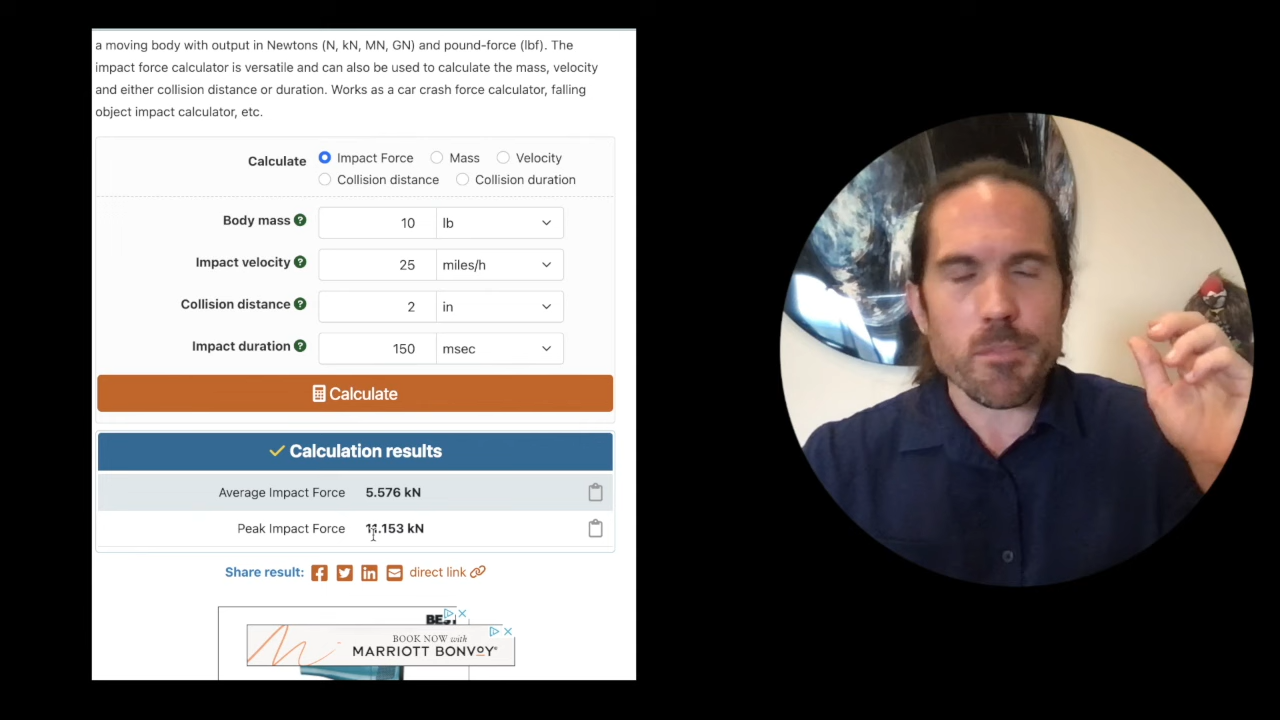 a moving body with output in Newtons (N, kN, MN, GN) and pound-force (lbf). The
impact force calculator is versatile and can also be used to calculate the mass, velocity
and either collision distance or duration. Works as a car crash force calculator, falling
object impact calculator, etc.
Calculate Impact Force Mass Velocity
Collision distance Collision duration
Body mass ? 10 lb
Impact velocity ? 25 miles/h
Collision distance ? 2 in
Impact duration ? 150 msec
Calculate
Calculation results
Average Impact Force 5.576 kN
Peak Impact Force 11.153 kN
Share result: direct link
BOOK NOW with
MARRIOTT BONVOY®